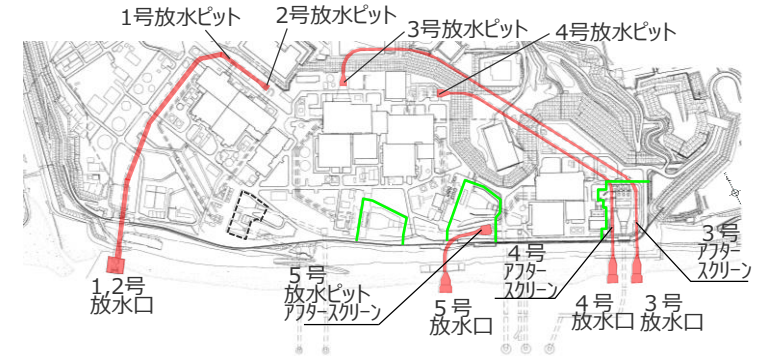 1号放水ピット
2号放水ピット
3号放水ピット
4号放水ピット
1,2号
放水口
5号
放水ピット
アフタースクリーン
5号
放水口
4号
アフター
スクリーン
4号
放水口
3号
放水口
3号
アフター
スクリーン